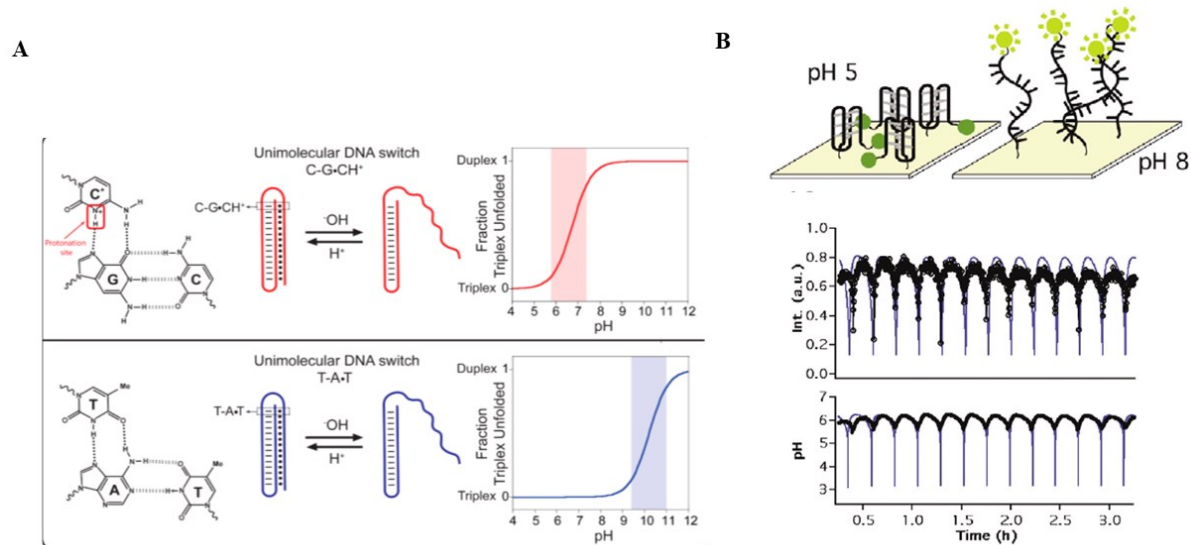 A
Unimolecular DNA switch
C-G•CH⁺
C⁺
N
H
N
H
H
O
Protonation
site
G
C
C-G•CH⁺
⁻OH
H⁺
Fraction
Triplex Unfolded
Duplex 1
Triplex 0
4 5 6 7 8 9 10 11 12
pH
Unimolecular DNA switch
T-A•T
Me
T
A
T
Me
T-A•T
⁻OH
H⁺
Fraction
Triplex Unfolded
Duplex 1
Triplex 0
4 5 6 7 8 9 10 11 12
pH
B
pH 5
pH 8
Int. (a.u.)
1.0
0.8
0.6
0.4
0.2
0.0
pH
7
6
5
4
3
0.5 1.0 1.5 2.0 2.5 3.0
Time (h)